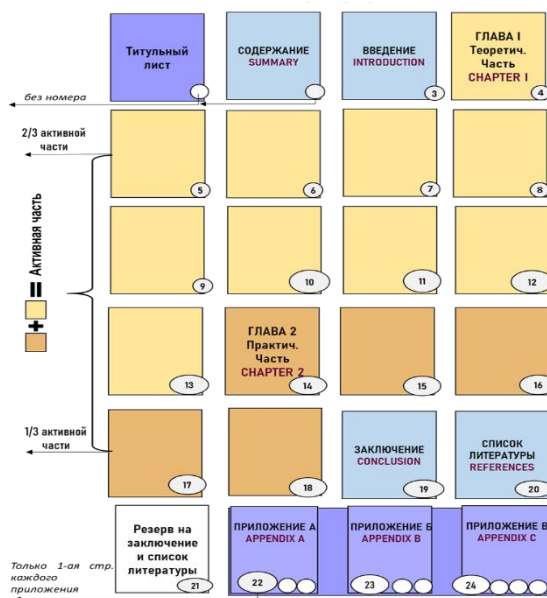 Титульный
лист
СОДЕРЖАНИЕ
SUMMARY
ВВЕДЕНИЕ
INTRODUCTION
3
ГЛАВА I
Теоретич.
Часть
CHAPTER I
4
без номера
2/3 активной
части
5
6
7
8
Активная часть
=
+
9
10
11
12
13
ГЛАВА 2
Практич.
Часть
CHAPTER 2
14
15
16
1/3 активной
части
17
18
ЗАКЛЮЧЕНИЕ
CONCLUSION
19
СПИСОК
ЛИТЕРАТУРЫ
REFERENCES
20
Резерв на
заключение
и список
литературы
21
ПРИЛОЖЕНИЕ А
APPENDIX A
22
ПРИЛОЖЕНИЕ Б
APPENDIX B
23
ПРИЛОЖЕНИЕ В
APPENDIX C
24
Только 1-ая стр.
каждого
приложения